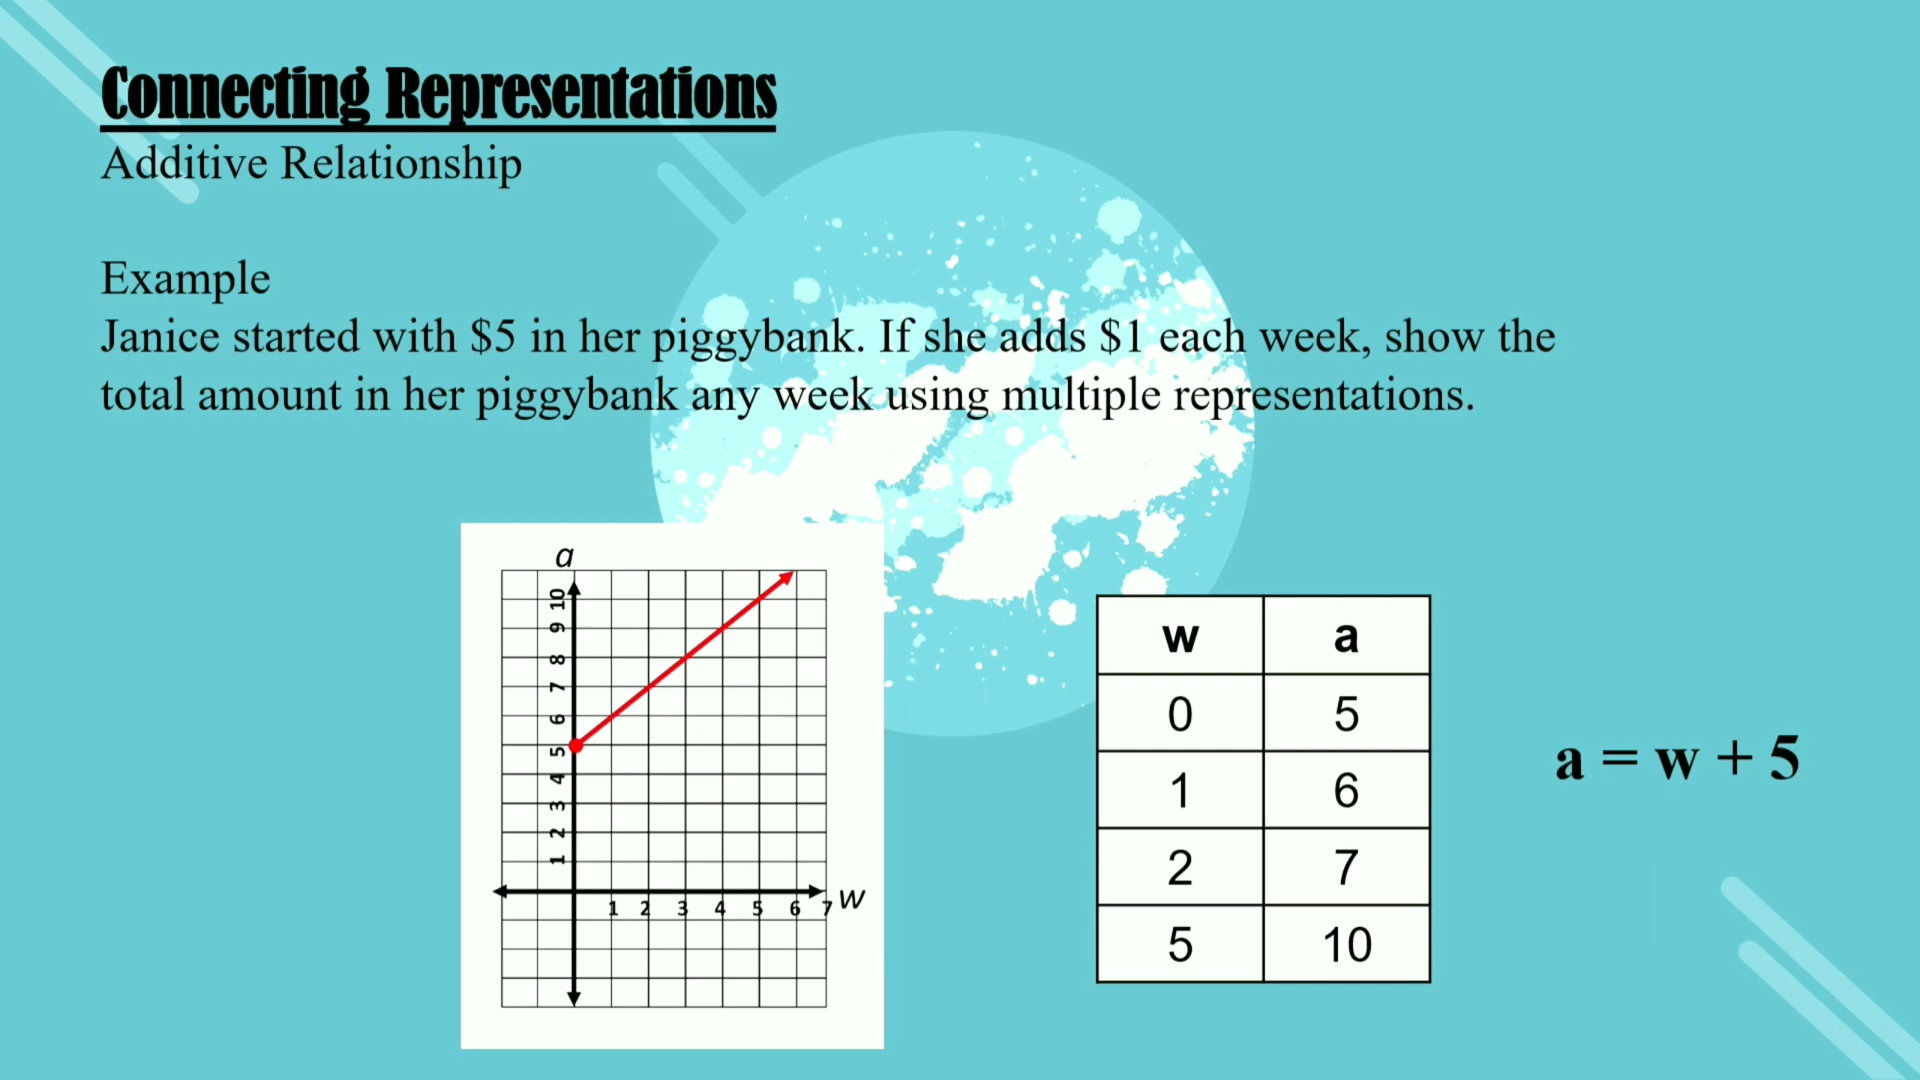 Connecting Representations
Additive Relationship
Example
Janice started with $5 in her piggybank. If she adds $1 each week, show the
total amount in her piggybank any week using multiple representations.
a
10
9
8
7
6
5
4
3
2
1
1 2 3 4 5 6 7 w
w a
0 5
1 6
2 7
5 10
a = w + 5